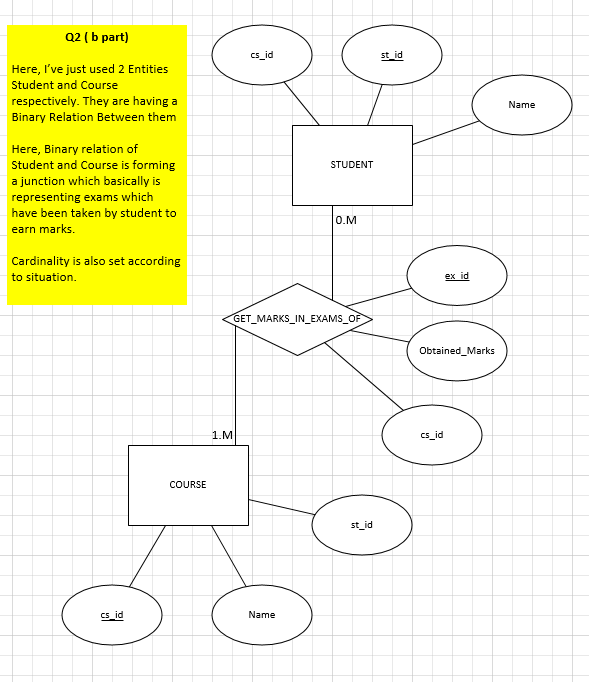 Q2 ( b part)
Here, I've just used 2 Entities
Student and Course
respectively. They are having a
Binary Relation Between them
Here, Binary relation of
Student and Course is forming
a junction which basically is
representing exams which
have been taken by student to
earn marks.
Cardinality is also set according
to situation.
cs_id
st_id
Name
STUDENT
0.M
ex_id
GET_MARKS_IN_EXAMS_OF
Obtained_Marks
cs_id
1.M
COURSE
st_id
cs_id
Name